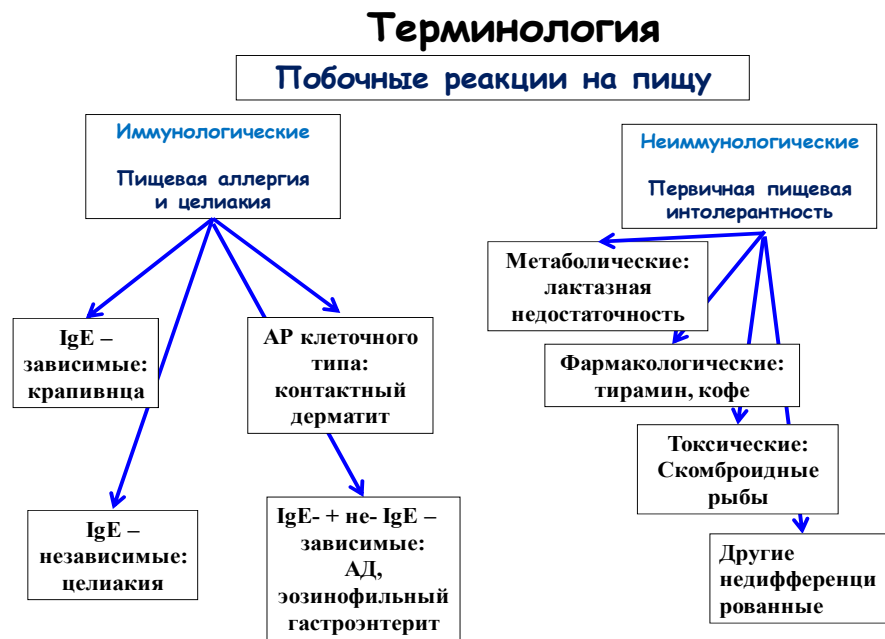 Терминология
Побочные реакции на пищу
Иммунологические
Пищевая аллергия
и целиакия
Неиммунологические
Первичная пищевая
интолерантность
Метаболические:
лактазная
недостаточность
IgE –
зависимые:
крапивнца
АР клеточного
типа:
контактный
дерматит
Фармакологические:
тирамин, кофе
Токсические:
Скомброидные
рыбы
IgE –
независимые:
целиакия
IgE- + не- IgE –
зависимые:
АД,
эозинофильный
гастроэнтерит
Другие
недифференци
рованные